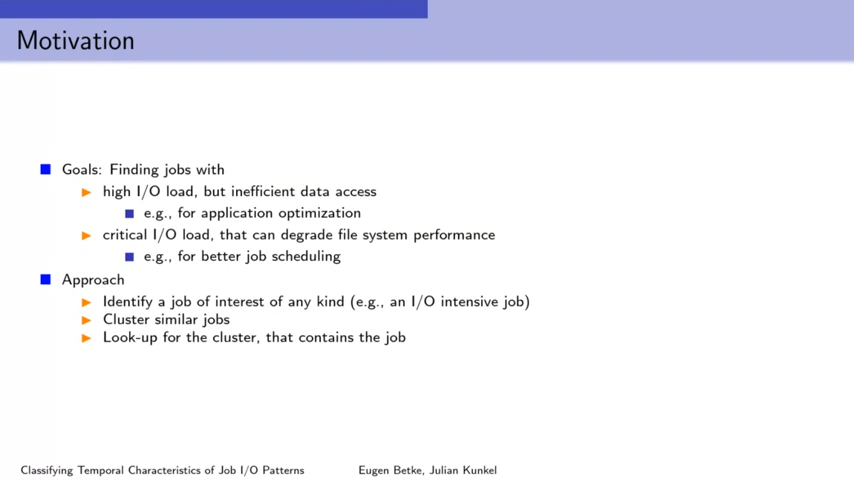 Motivation
Goals: Finding jobs with
high I/O load, but inefficient data access
e.g., for application optimization
critical I/O load, that can degrade file system performance
e.g., for better job scheduling
Approach
Identify a job of interest of any kind (e.g., an I/O intensive job)
Cluster similar jobs
Look-up for the cluster, that contains the job
Classifying Temporal Characteristics of Job I/O Patterns Eugen Betke, Julian Kunkel